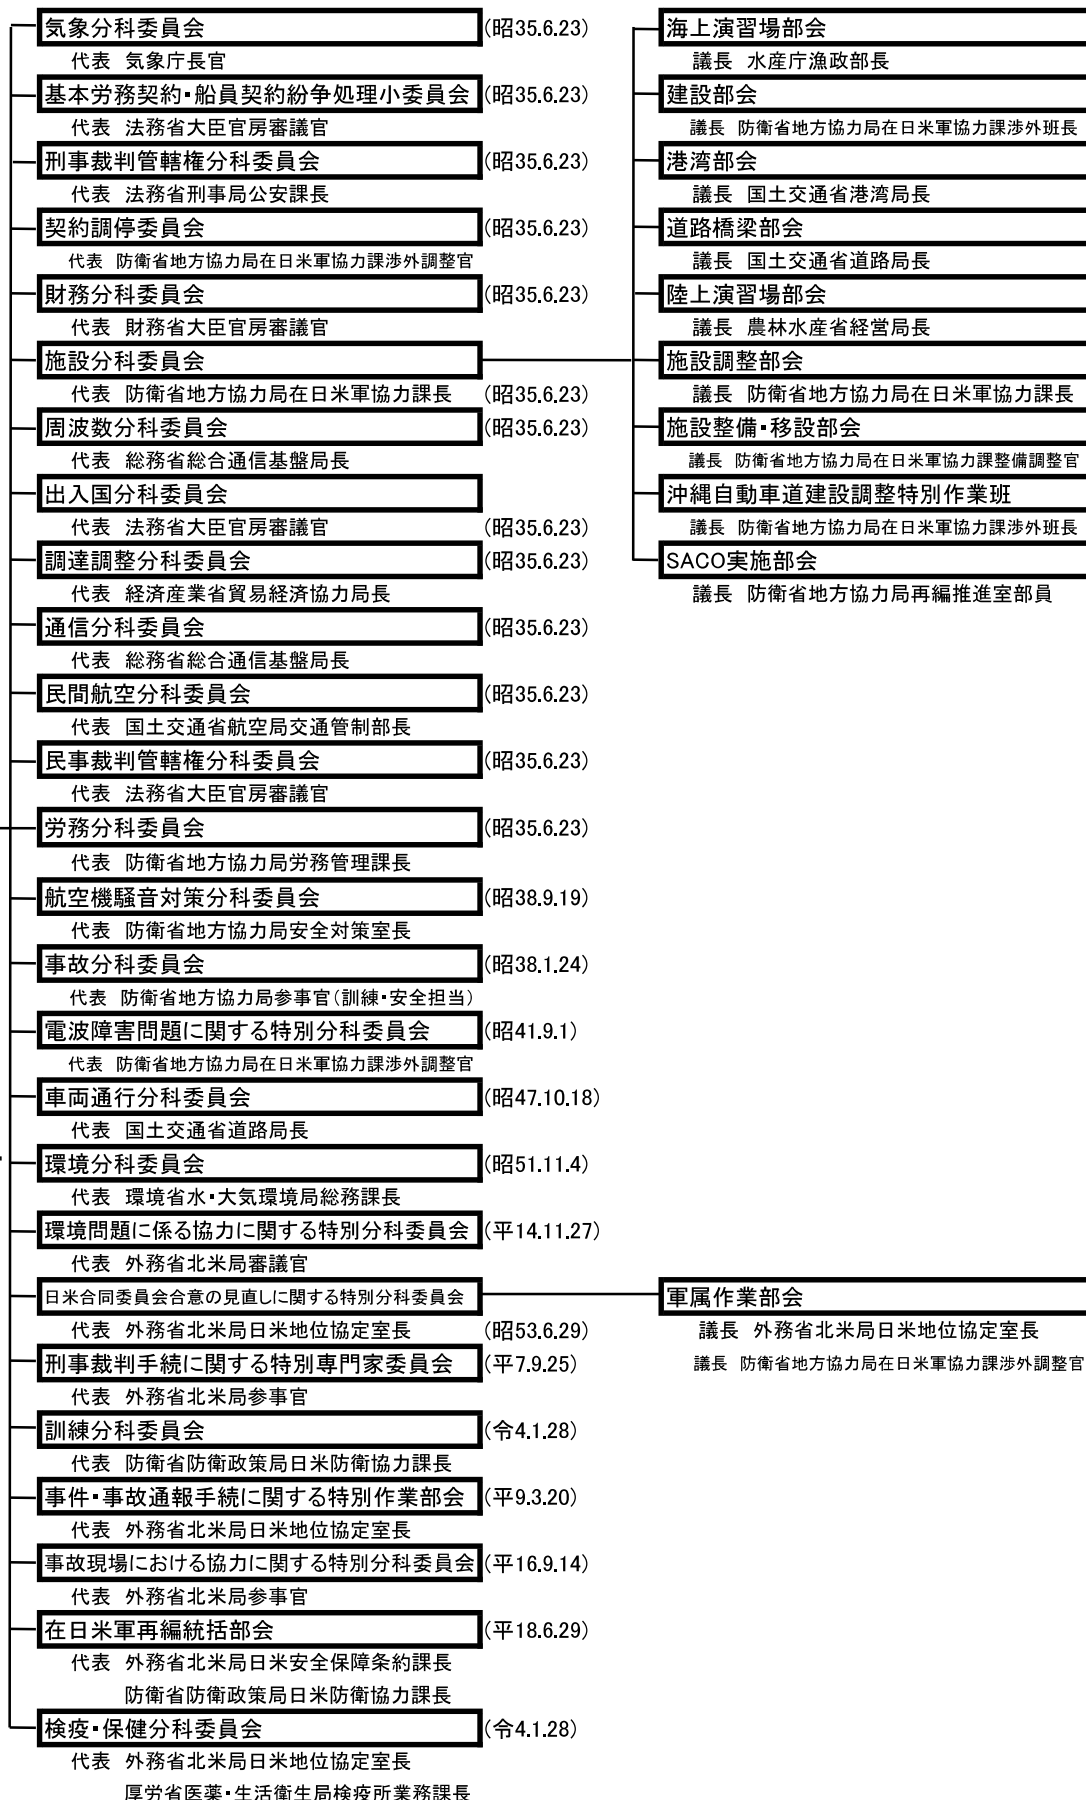 気象分科委員会 (昭35.6.23)
代表 気象庁長官
基本労務契約・船員契約紛争処理小委員会 (昭35.6.23)
代表 法務省大臣官房審議官
刑事裁判管轄権分科委員会 (昭35.6.23)
代表 法務省刑事局公安課長
契約調停委員会 (昭35.6.23)
代表 防衛省地方協力局在日米軍協力課渉外調整官
財務分科委員会 (昭35.6.23)
代表 財務省大臣官房審議官
施設分科委員会
代表 防衛省地方協力局在日米軍協力課長 (昭35.6.23)
周波数分科委員会 (昭35.6.23)
代表 総務省総合通信基盤局長
出入国分科委員会
代表 法務省大臣官房審議官 (昭35.6.23)
調達調整分科委員会 (昭35.6.23)
代表 経済産業省貿易経済協力局長
通信分科委員会 (昭35.6.23)
代表 総務省総合通信基盤局長
民間航空分科委員会 (昭35.6.23)
代表 国土交通省航空局交通管制部長
民事裁判管轄権分科委員会 (昭35.6.23)
代表 法務省大臣官房審議官
労務分科委員会 (昭35.6.23)
代表 防衛省地方協力局労務管理課長
航空機騒音対策分科委員会 (昭38.9.19)
代表 防衛省地方協力局安全対策室長
事故分科委員会 (昭38.1.24)
代表 防衛省地方協力局参事官(訓練・安全担当)
電波障害問題に関する特別分科委員会 (昭41.9.1)
代表 防衛省地方協力局在日米軍協力課渉外調整官
車両通行分科委員会 (昭47.10.18)
代表 国土交通省道路局長
環境分科委員会 (昭51.11.4)
代表 環境省水・大気環境局総務課長
環境問題に係る協力に関する特別分科委員会 (平14.11.27)
代表 外務省北米局審議官
日米合同委員会合意の見直しに関する特別分科委員会
代表 外務省北米局日米地位協定室長 (昭53.6.29)
刑事裁判手続に関する特別専門家委員会 (平7.9.25)
代表 外務省北米局参事官
訓練分科委員会 (令4.1.28)
代表 防衛省防衛政策局日米防衛協力課長
事件・事故通報手続に関する特別作業部会 (平9.3.20)
代表 外務省北米局日米地位協定室長
事故現場における協力に関する特別分科委員会 (平16.9.14)
代表 外務省北米局参事官
在日米軍再編統括部会 (平18.6.29)
代表 外務省北米局日米安全保障条約課長
防衛省防衛政策局日米防衛協力課長
検疫・保健分科委員会 (令4.1.28)
代表 外務省北米局日米地位協定室長
厚労省医薬・生活衛生局検疫所業務課長
海上演習場部会
議長 水産庁漁政部長
建設部会
議長 防衛省地方協力局在日米軍協力課渉外班長
港湾部会
議長 国土交通省港湾局長
道路橋梁部会
議長 国土交通省道路局長
陸上演習場部会
議長 農林水産省経営局長
施設調整部会
議長 防衛省地方協力局在日米軍協力課長
施設整備・移設部会
議長 防衛省地方協力局在日米軍協力課整備調整官
沖縄自動車道建設調整特別作業班
議長 防衛省地方協力局在日米軍協力課渉外班長
SACO実施部会
議長 防衛省地方協力局再編推進室部員
軍属作業部会
議長 外務省北米局日米地位協定室長
議長 防衛省地方協力局在日米軍協力課渉外調整官